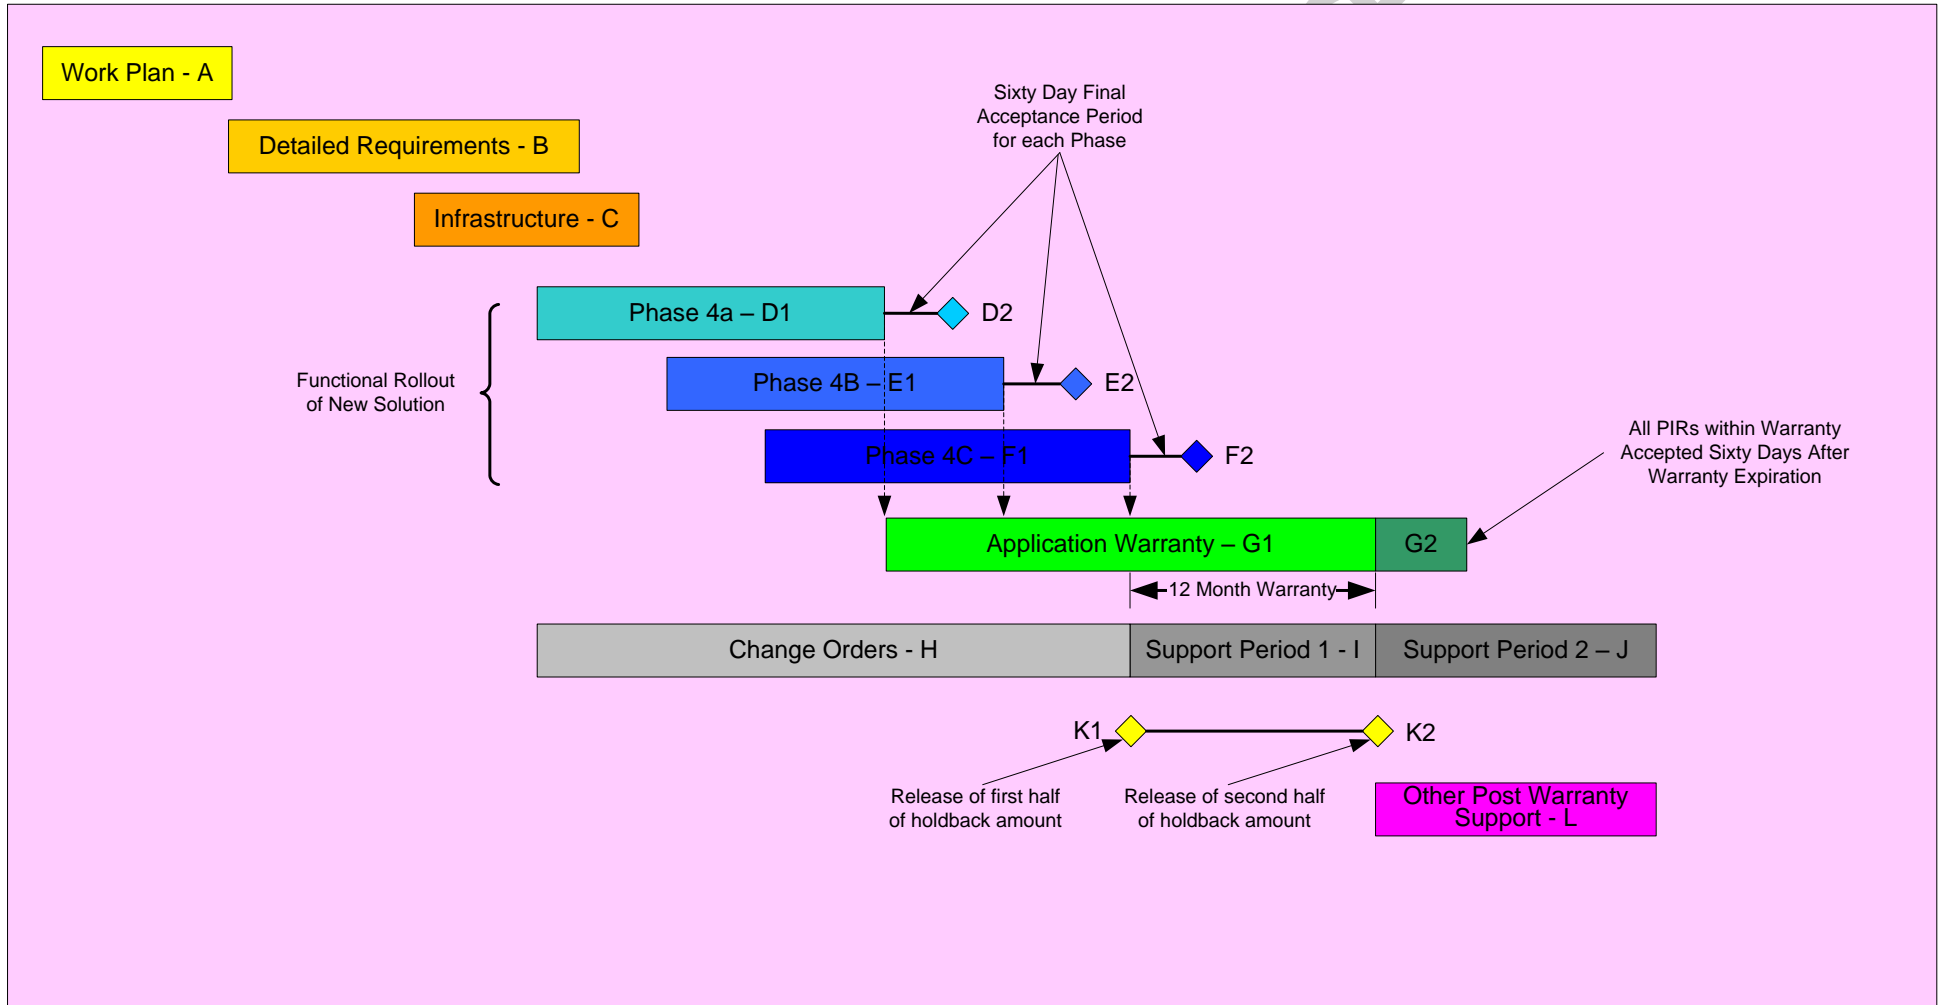 Work Plan - A
Detailed Requirements - B
Infrastructure - C
Sixty Day Final
Acceptance Period
for each Phase
Phase 4a – D1
D2
Phase 4B – E1
E2
Functional Rollout
of New Solution
Phase 4C – F1
F2
All PIRs within Warranty
Accepted Sixty Days After
Warranty Expiration
Application Warranty – G1
G2
12 Month Warranty
Change Orders - H
Support Period 1 - I
Support Period 2 – J
K1
K2
Release of first half
of holdback amount
Release of second half
of holdback amount
Other Post Warranty
Support - L